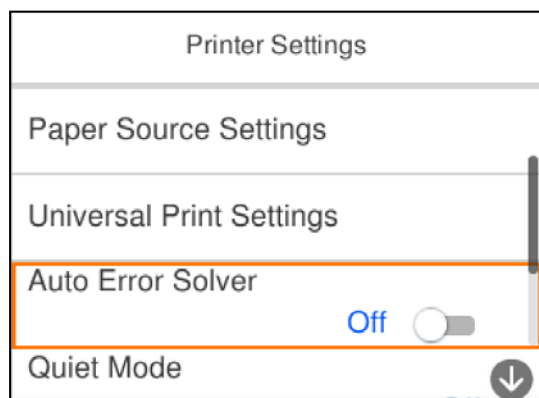 Printer Settings
Paper Source Settings
Universal Print Settings
Auto Error Solver
Off
Quiet Mode